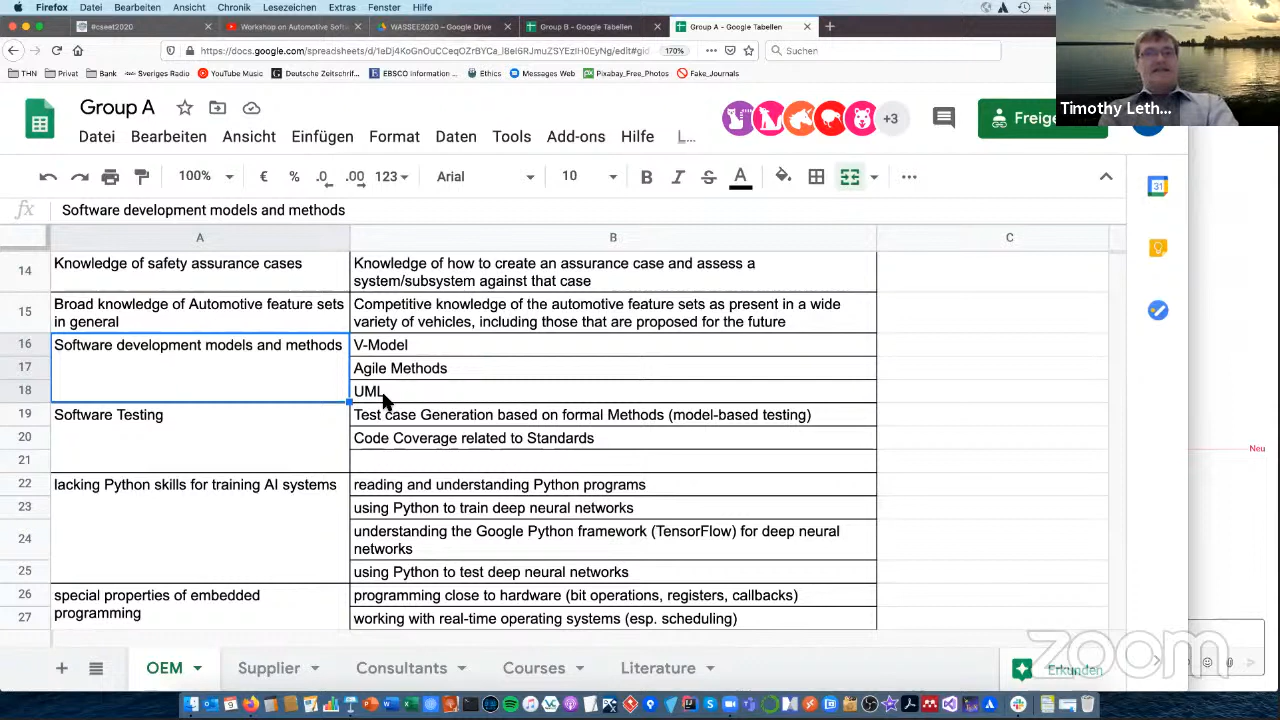 Firefox Ablage Bearbeiten Ansicht Chronik Lesezeichen Extras Fenster Hilfe
#cseet2020 Workshop on Automotive Softw WASSEE2020 – Google Drive Group B – Google Tabellen Group A – Google Tabellen
170% Suchen
THN Privat Bank Sveriges Radio YouTube Music Deutsche Zeitschrif... EBSCO Information ... Ethics Messages Web Pixabay_Free_Photos Fake_Journals
Timothy Leth...
Group A
+3
Freige
Datei Bearbeiten Ansicht Einfügen Format Daten Tools Add-ons Hilfe L...
100% € % .0 .00 123 Arial 10 B I S A
fx Software development models and methods
A B C
14 Knowledge of safety assurance cases Knowledge of how to create an assurance case and assess a
system/subsystem against that case
15 Broad knowledge of Automotive feature sets Competitive knowledge of the automotive feature sets as present in a wide
in general variety of vehicles, including those that are proposed for the future
16 Software development models and methods V-Model
17 Agile Methods
18 UML
19 Software Testing Test case Generation based on formal Methods (model-based testing)
20 Code Coverage related to Standards
21
22 lacking Python skills for training AI systems reading and understanding Python programs
23 using Python to train deep neural networks
24 understanding the Google Python framework (TensorFlow) for deep neural
networks
25 using Python to test deep neural networks
26 special properties of embedded programming close to hardware (bit operations, registers, callbacks)
programming
27 working with real-time operating systems (esp. scheduling)
Neu
31
OEM Supplier Consultants Courses Literature
Erkunden
zoom